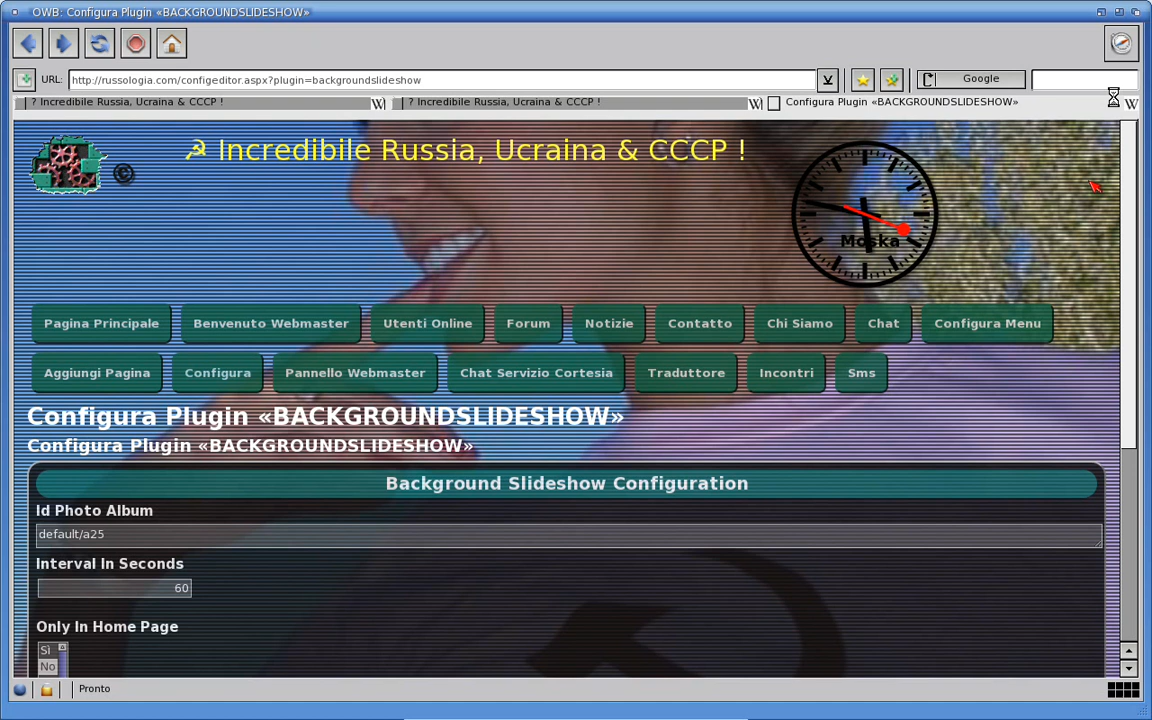 OWB: Configura Plugin «BACKGROUNDSLIDESHOW»
URL: http://russologia.com/configeditor.aspx?plugin=backgroundslideshow
Google
? Incredibile Russia, Ucraina & CCCP !
W
? Incredibile Russia, Ucraina & CCCP !
W
Configura Plugin «BACKGROUNDSLIDESHOW»
W
©
☭ Incredibile Russia, Ucraina & CCCP !
Moska
Pagina Principale Benvenuto Webmaster Utenti Online Forum Notizie Contatto Chi Siamo Chat Configura Menu
Aggiungi Pagina Configura Pannello Webmaster Chat Servizio Cortesia Traduttore Incontri Sms
Configura Plugin «BACKGROUNDSLIDESHOW»
Configura Plugin «BACKGROUNDSLIDESHOW»
Background Slideshow Configuration
Id Photo Album
default/a25
Interval In Seconds
60
Only In Home Page
Sì
No
Pronto